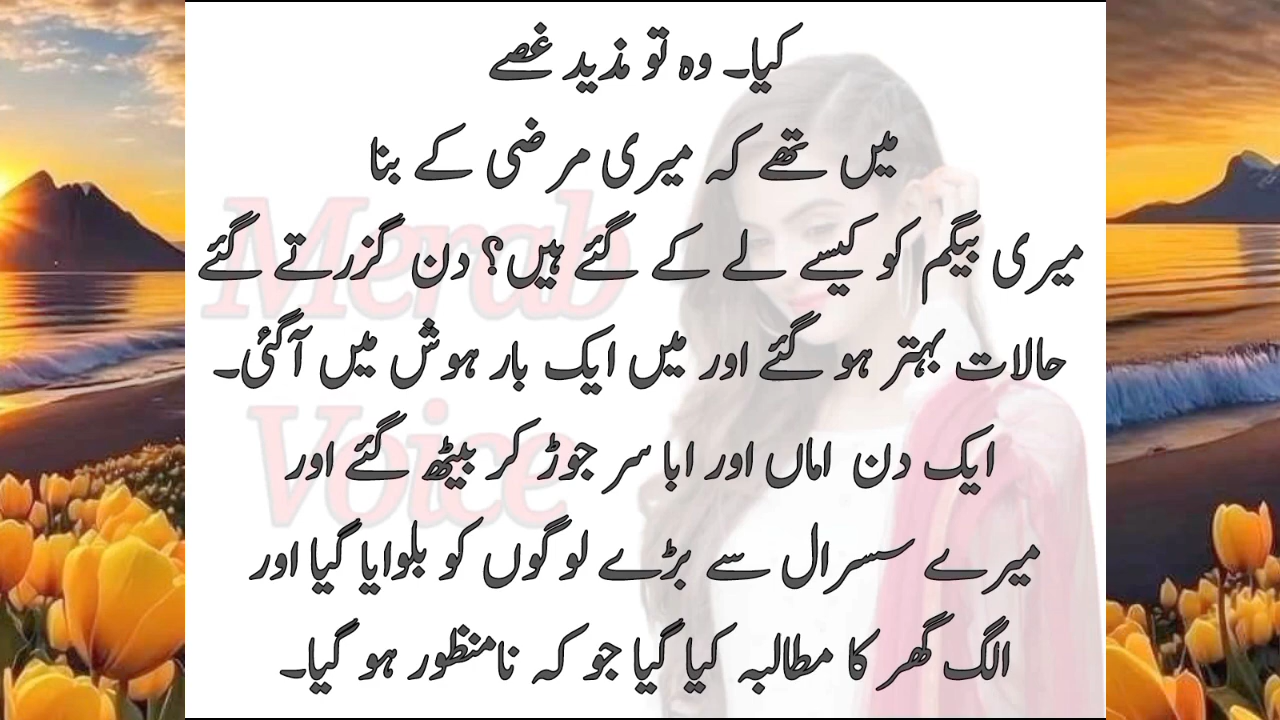 کیا۔ وہ تو مذید غصے
میں تھے کہ میری مرضی کے بنا
میری بیگم کو کیسے لے کے گئے ہیں؟ دن گزرتے گئے
حالات بہتر ہو گئے اور میں ایک بار ہوش میں آگئی۔
ایک دن اماں اور ابا سر جوڑ کر بیٹھ گئے اور
میرے سسرال سے بڑے لوگوں کو بلوایا گیا اور
الگ گھر کا مطالبہ کیا گیا جو کہ نامنظور ہو گیا۔
Merab
Voice